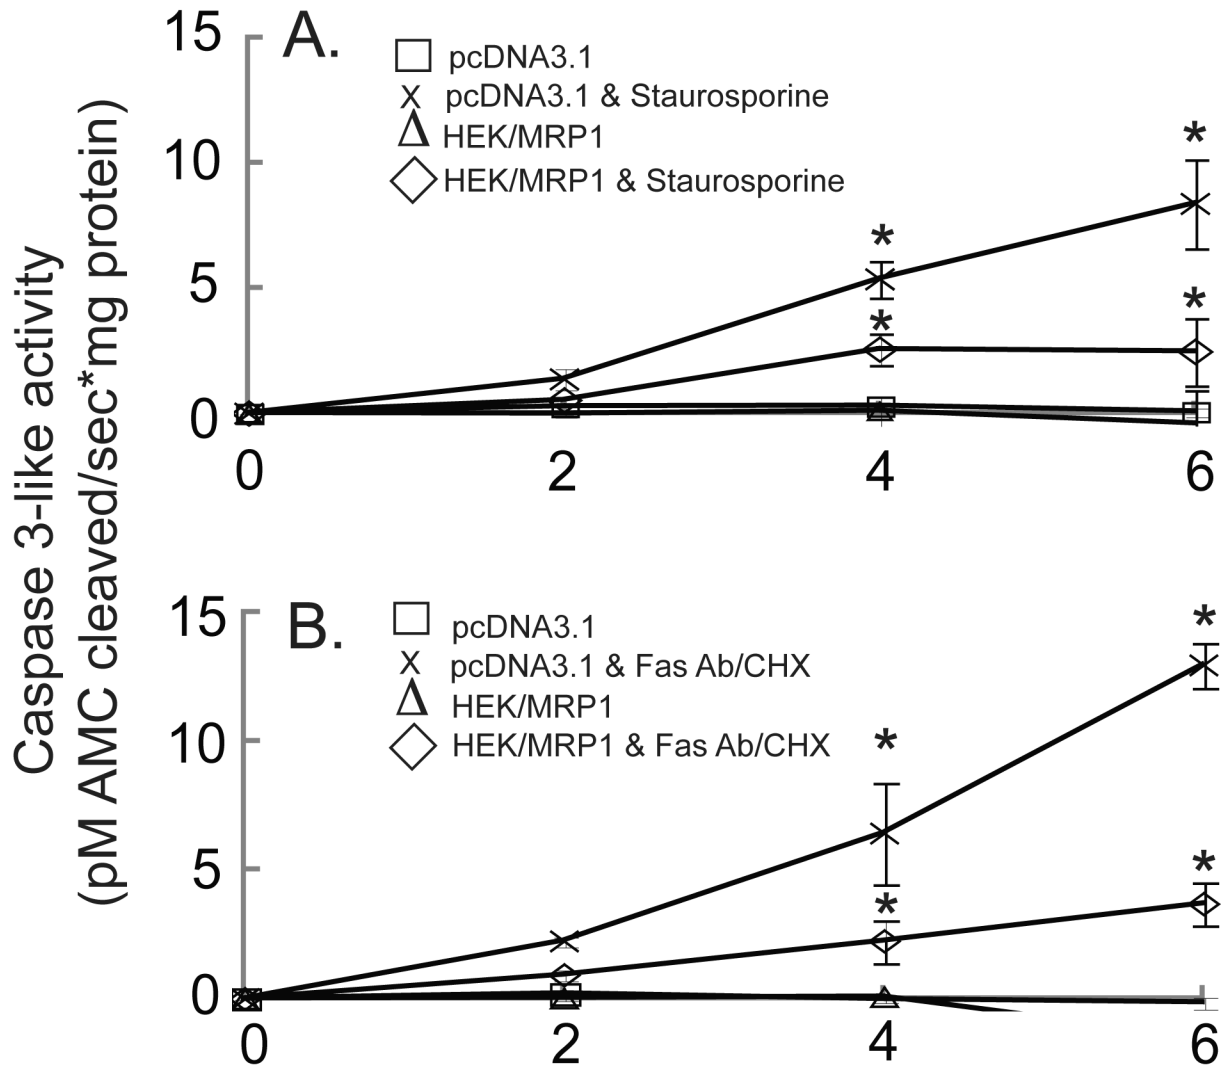 Caspase 3-like activity
(pM AMC cleaved/sec*mg protein)
A.
15
10
5
0
pcDNA3.1
pcDNA3.1 & Staurosporine
HEK/MRP1
HEK/MRP1 & Staurosporine
*
*
*
*
0 2 4 6
B.
15
10
5
0
pcDNA3.1
pcDNA3.1 & Fas Ab/CHX
HEK/MRP1
HEK/MRP1 & Fas Ab/CHX
*
*
*
*
0 2 4 6